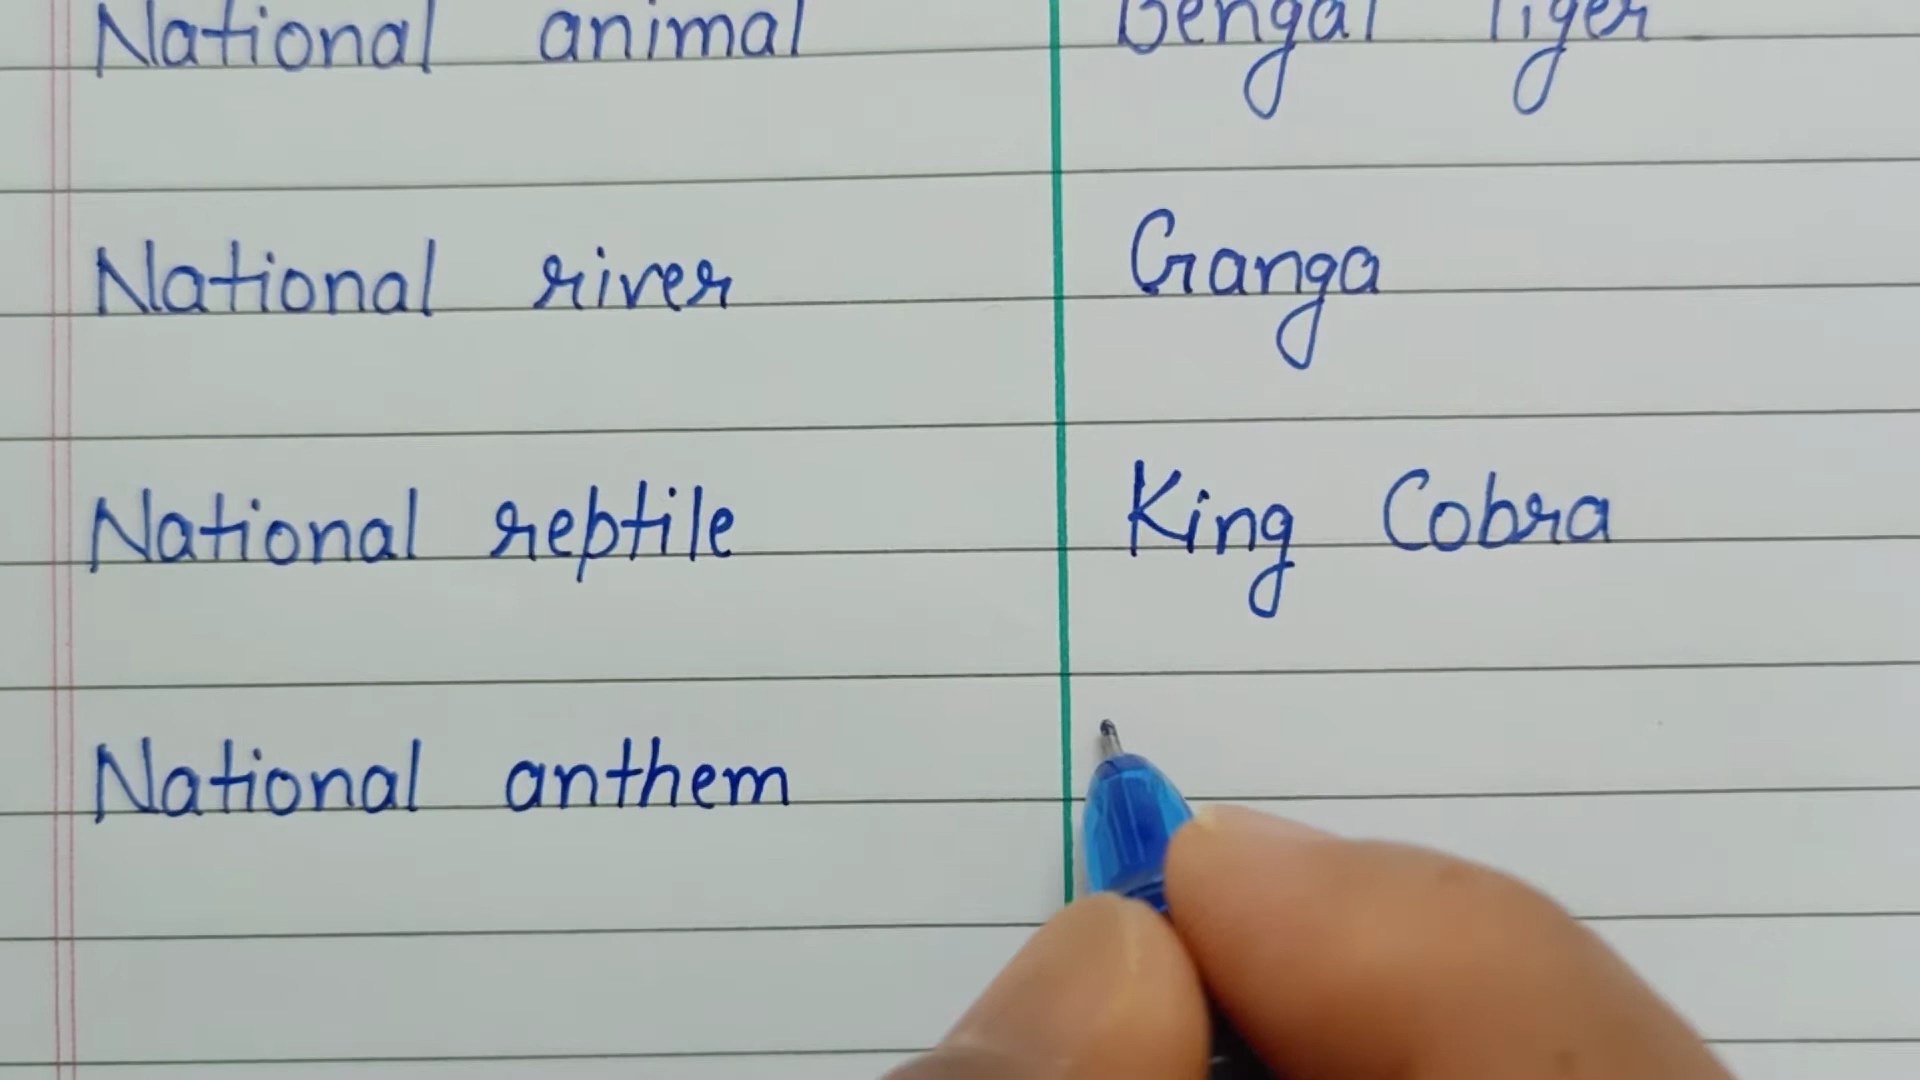 National animal Bengal Tiger
National river Ganga
National reptile King Cobra
National anthem